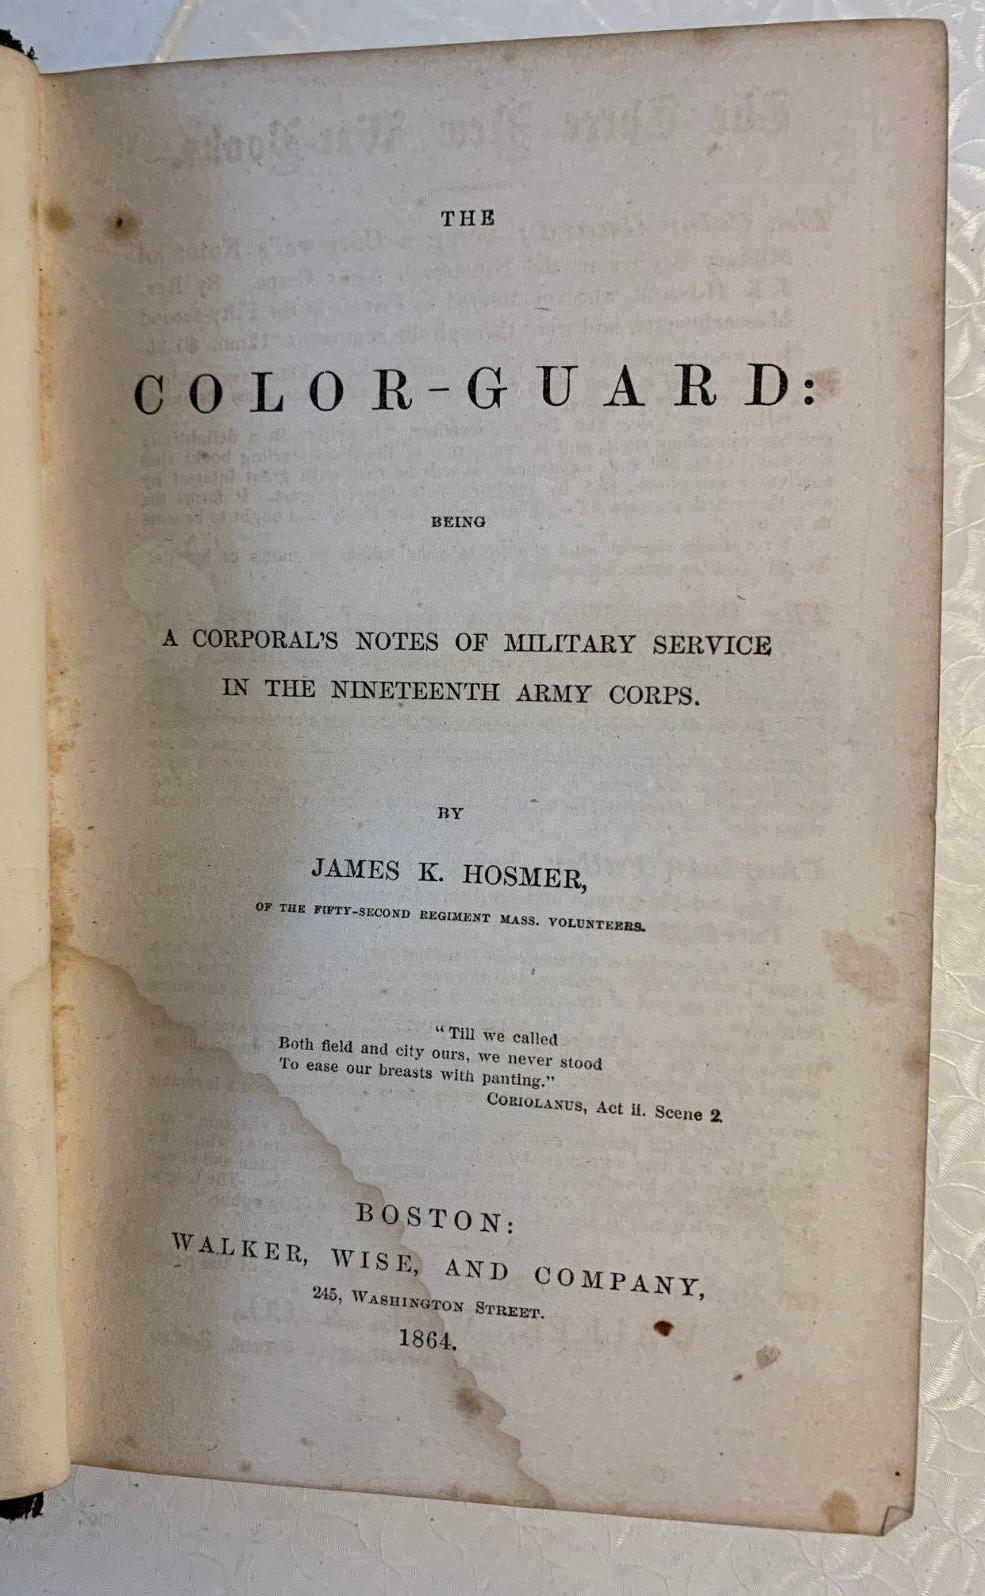 THE
COLOR-GUARD:
BEING
A CORPORAL'S NOTES OF MILITARY SERVICE
IN THE NINETEENTH ARMY CORPS.
BY
JAMES K. HOSMER,
OF THE FIFTY-SECOND REGIMENT MASS. VOLUNTEERS.
"Till we called
Both field and city ours, we never stood
To ease our breasts with panting."
CORIOLANUS, Act ii. Scene 2.
BOSTON:
WALKER, WISE, AND COMPANY,
245, WASHINGTON STREET.
1864.